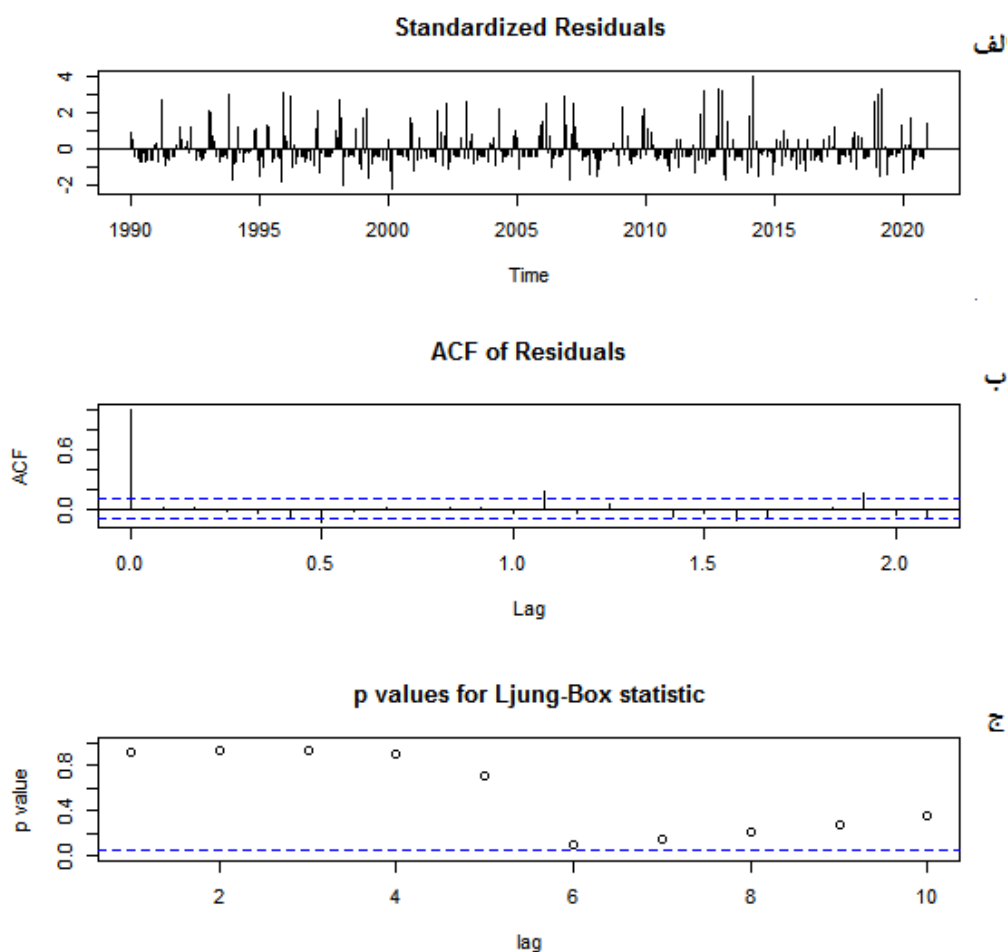 Standardized Residuals
الف
4
2
0
-2
1990 1995 2000 2005 2010 2015 2020
Time
ACF of Residuals
ب
ACF
0.6
0.0
0.0 0.5 1.0 1.5 2.0
Lag
p values for Ljung-Box statistic
ج
p value
0.8
0.4
0.0
2 4 6 8 10
lag